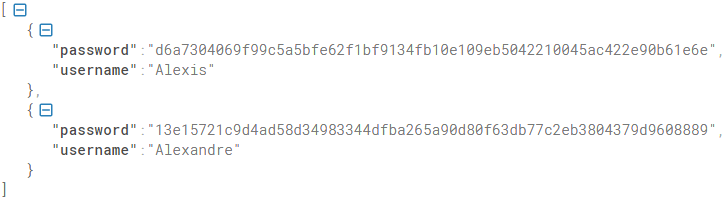 [
{
"password":"d6a7304069f99c5a5bfe62f1bf9134fb10e109eb5042210045ac422e90b61e6e",
"username":"Alexis"
},
{
"password":"13e15721c9d4ad58d34983344dfba265a90d80f63db77c2eb3804379d9608889",
"username":"Alexandre"
}
]